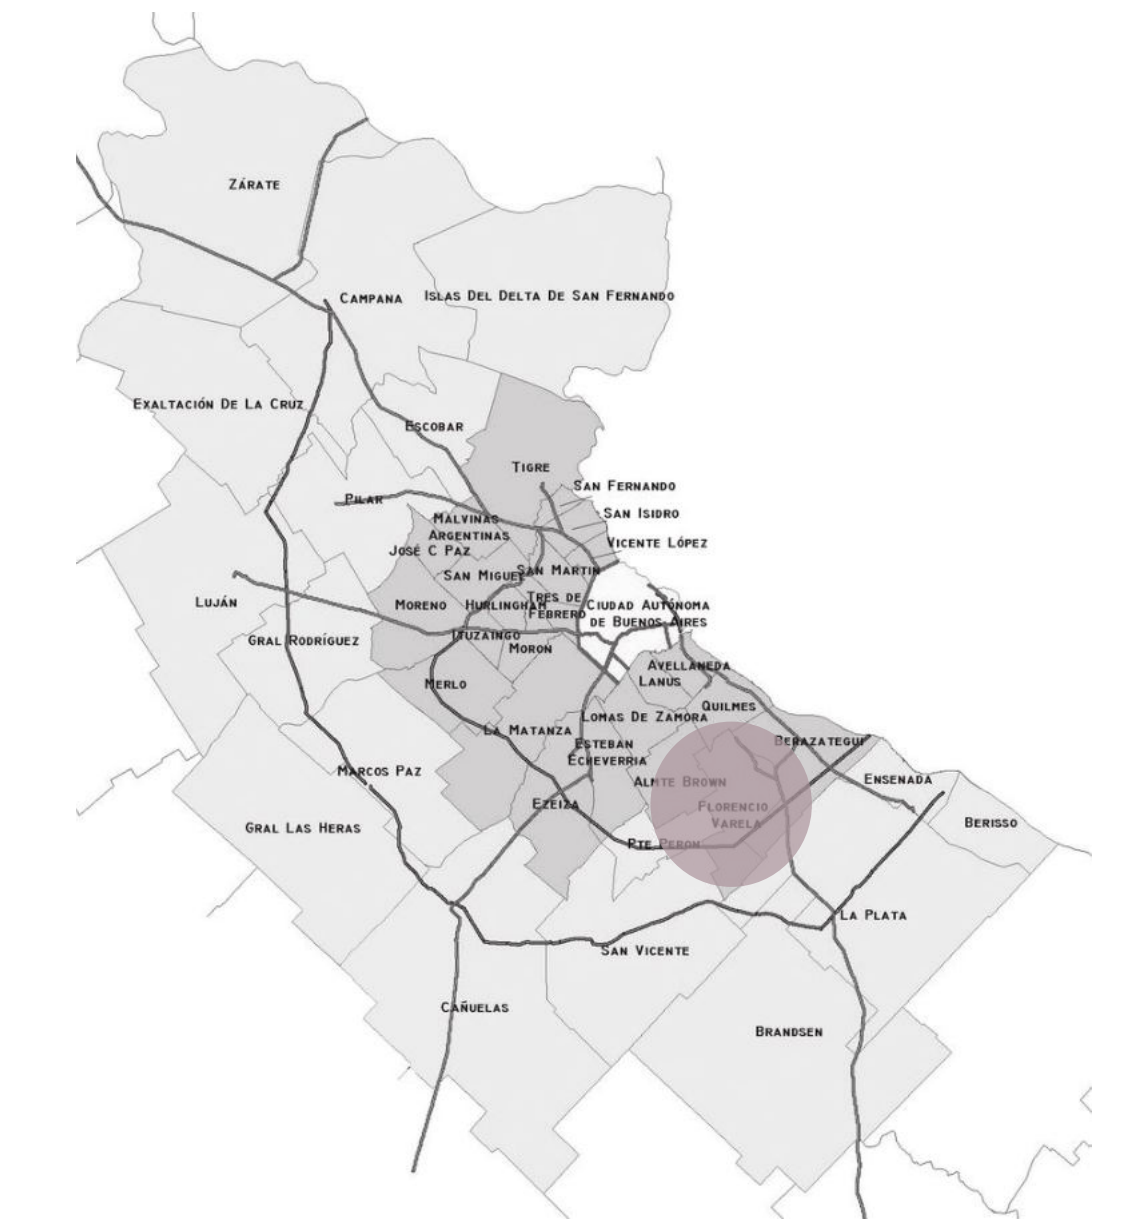 ZÁRATE
CAMPANA
ISLAS DEL DELTA DE SAN FERNANDO
EXALTACIÓN DE LA CRUZ
ESCOBAR
TIGRE
SAN FERNANDO
PILAR
SAN ISIDRO
MALVINAS
ARGENTINAS
VICENTE LÓPEZ
JOSÉ C PAZ
SAN MARTIN
SAN MIGUEL
LUJÁN
MORENO
HURLINGHAM
TRES DE
FEBRERO
CIUDAD AUTÓNOMA
DE BUENOS AIRES
GRAL RODRÍGUEZ
ITUZAINGO
MORON
AVELLANEDA
LANUS
MERLO
QUILMES
LOMAS DE ZAMORA
LA MATANZA
ESTEBAN
ECHEVERRIA
BERAZATEGUI
MARCOS PAZ
ALMTE BROWN
ENSENADA
EZEIZA
FLORENCIO
VARELA
BERISSO
GRAL LAS HERAS
PTE PERON
LA PLATA
SAN VICENTE
CAÑUELAS
BRANDSEN